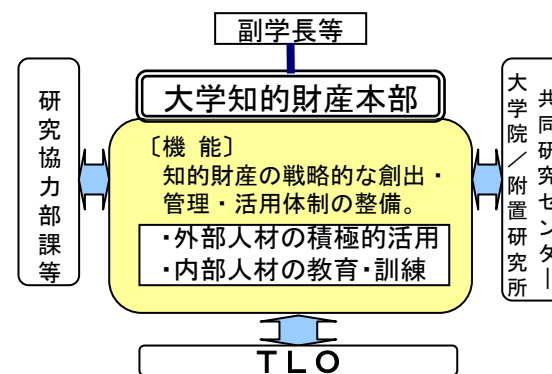 副学長等
大学知的財産本部
研究協力部課等
〔機 能〕
知的財産の戦略的な創出・
管理・活用体制の整備。
・外部人材の積極的活用
・内部人材の教育・訓練
大学院／附置研究所
共同研究センター
TLO